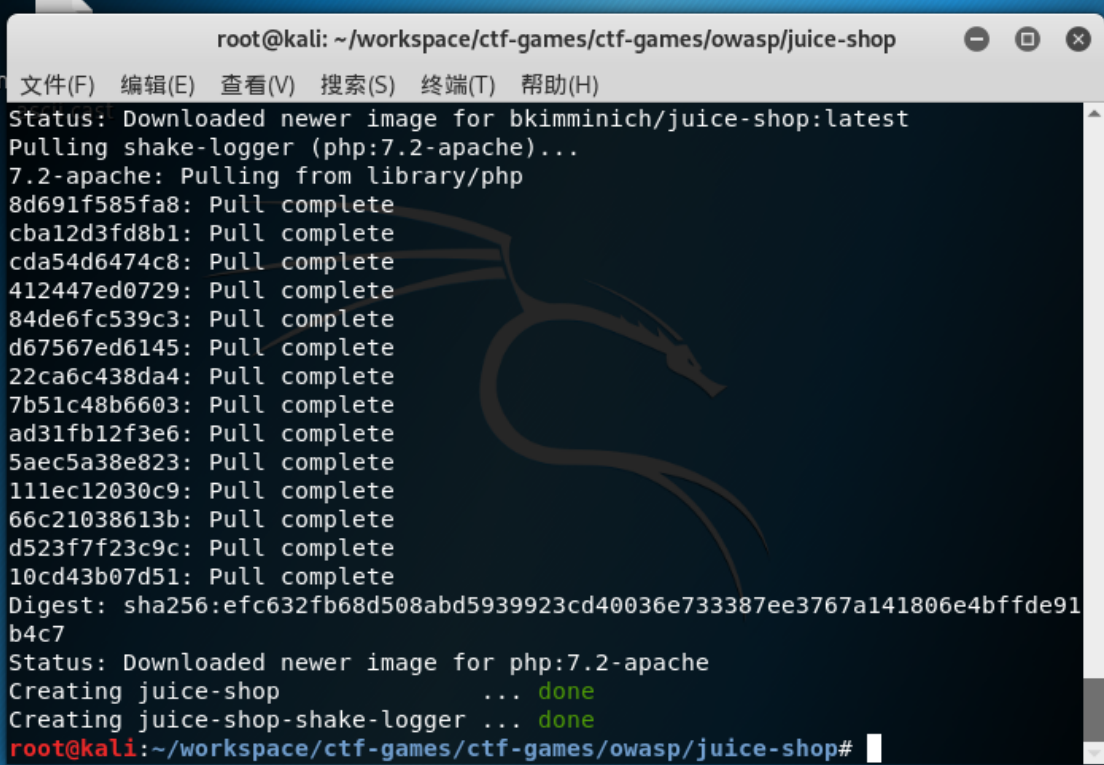 root@kali: ~/workspace/ctf-games/ctf-games/owasp/juice-shop
文件(F) 编辑(E) 查看(V) 搜索(S) 终端(T) 帮助(H)
Status: Downloaded newer image for bkimminich/juice-shop:latest
Pulling shake-logger (php:7.2-apache)...
7.2-apache: Pulling from library/php
8d691f585fa8: Pull complete
cba12d3fd8b1: Pull complete
cda54d6474c8: Pull complete
412447ed0729: Pull complete
84de6fc539c3: Pull complete
d67567ed6145: Pull complete
22ca6c438da4: Pull complete
7b51c48b6603: Pull complete
ad31fb12f3e6: Pull complete
5aec5a38e823: Pull complete
111ec12030c9: Pull complete
66c21038613b: Pull complete
d523f7f23c9c: Pull complete
10cd43b07d51: Pull complete
Digest: sha256:efc632fb68d508abd5939923cd40036e733387ee3767a141806e4bffde91
b4c7
Status: Downloaded newer image for php:7.2-apache
Creating juice-shop              ... done
Creating juice-shop-shake-logger ... done
root@kali:~/workspace/ctf-games/ctf-games/owasp/juice-shop#